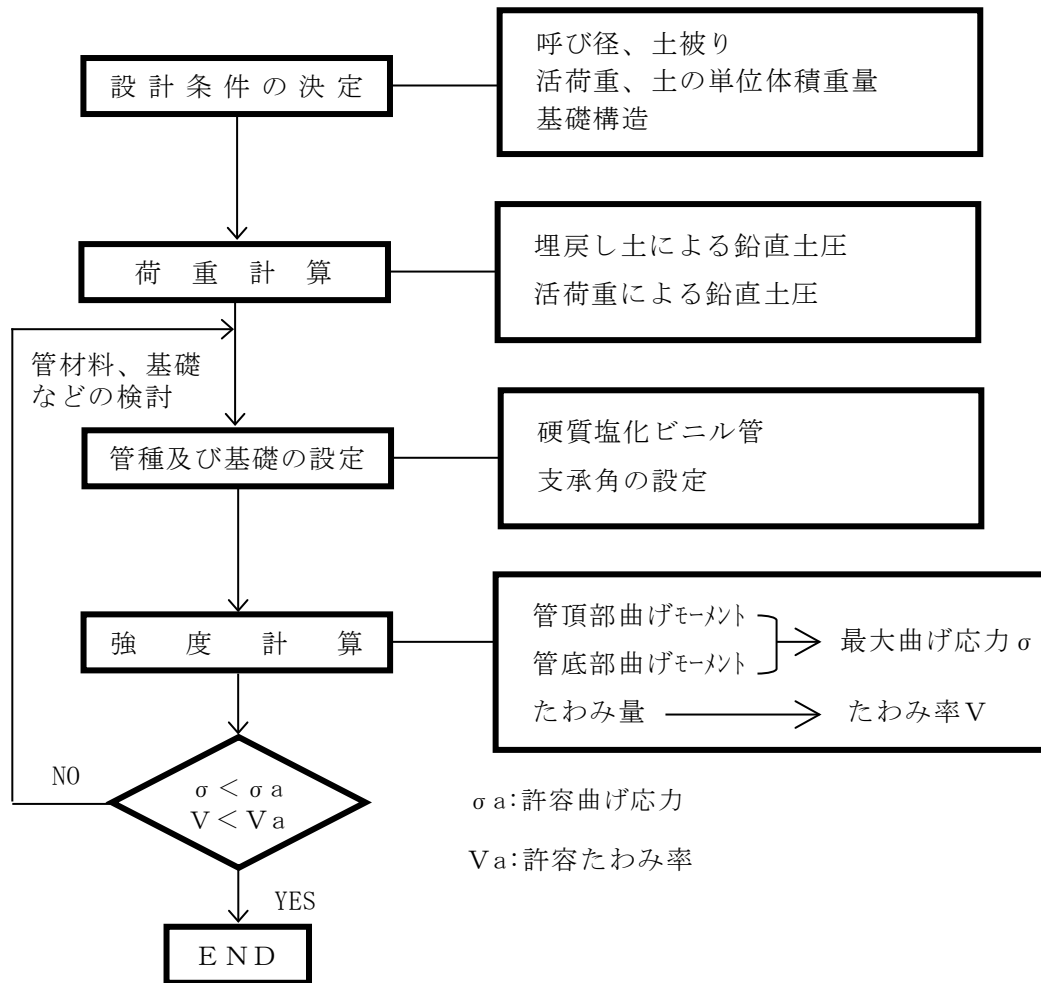 設計条件の決定
呼び径、土被り
活荷重、土の単位体積重量
基礎構造
荷重計算
埋戻し土による鉛直土圧
活荷重による鉛直土圧
管材料、基礎
などの検討
管種及び基礎の設定
硬質塩化ビニル管
支承角の設定
強度計算
管頂部曲げモーメント
管底部曲げモーメント
最大曲げ応力σ
たわみ量
たわみ率V
NO
σ<σa
V<Va
σa:許容曲げ応力
Va:許容たわみ率
YES
END